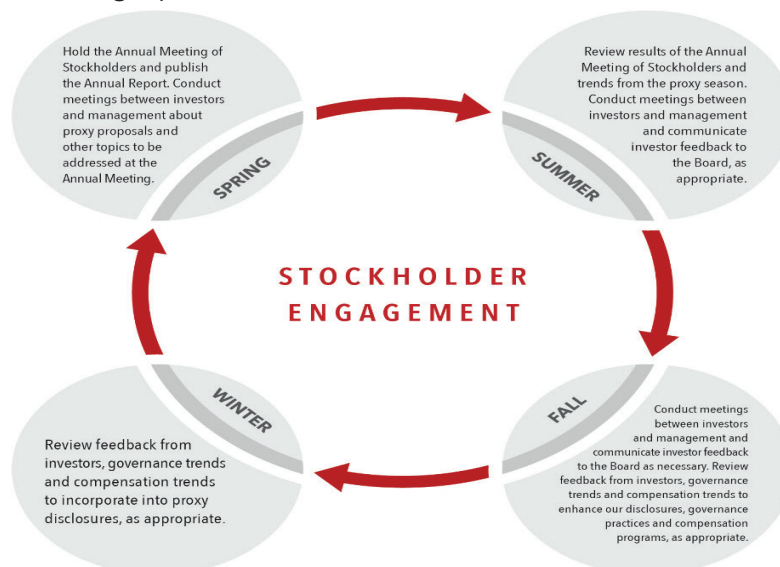 Hold the Annual Meeting of
Stockholders and publish
the Annual Report. Conduct
meetings between investors
and management about
proxy proposals and
other topics to be
addressed at the
Annual Meeting.
SPRING
Review results of the Annual
Meeting of Stockholders and
trends from the proxy season.
Conduct meetings between
investors and management
and communicate
investor feedback to
the Board, as
appropriate.
SUMMER
STOCKHOLDER
ENGAGEMENT
WINTER
Review feedback from
investors, governance trends
and compensation trends
to incorporate into proxy
disclosures, as appropriate.
FALL
Conduct meetings
between investors
and management and
communicate investor feedback
to the Board as necessary. Review
feedback from investors, governance
trends and compensation trends to
enhance our disclosures, governance
practices and compensation
programs, as appropriate.